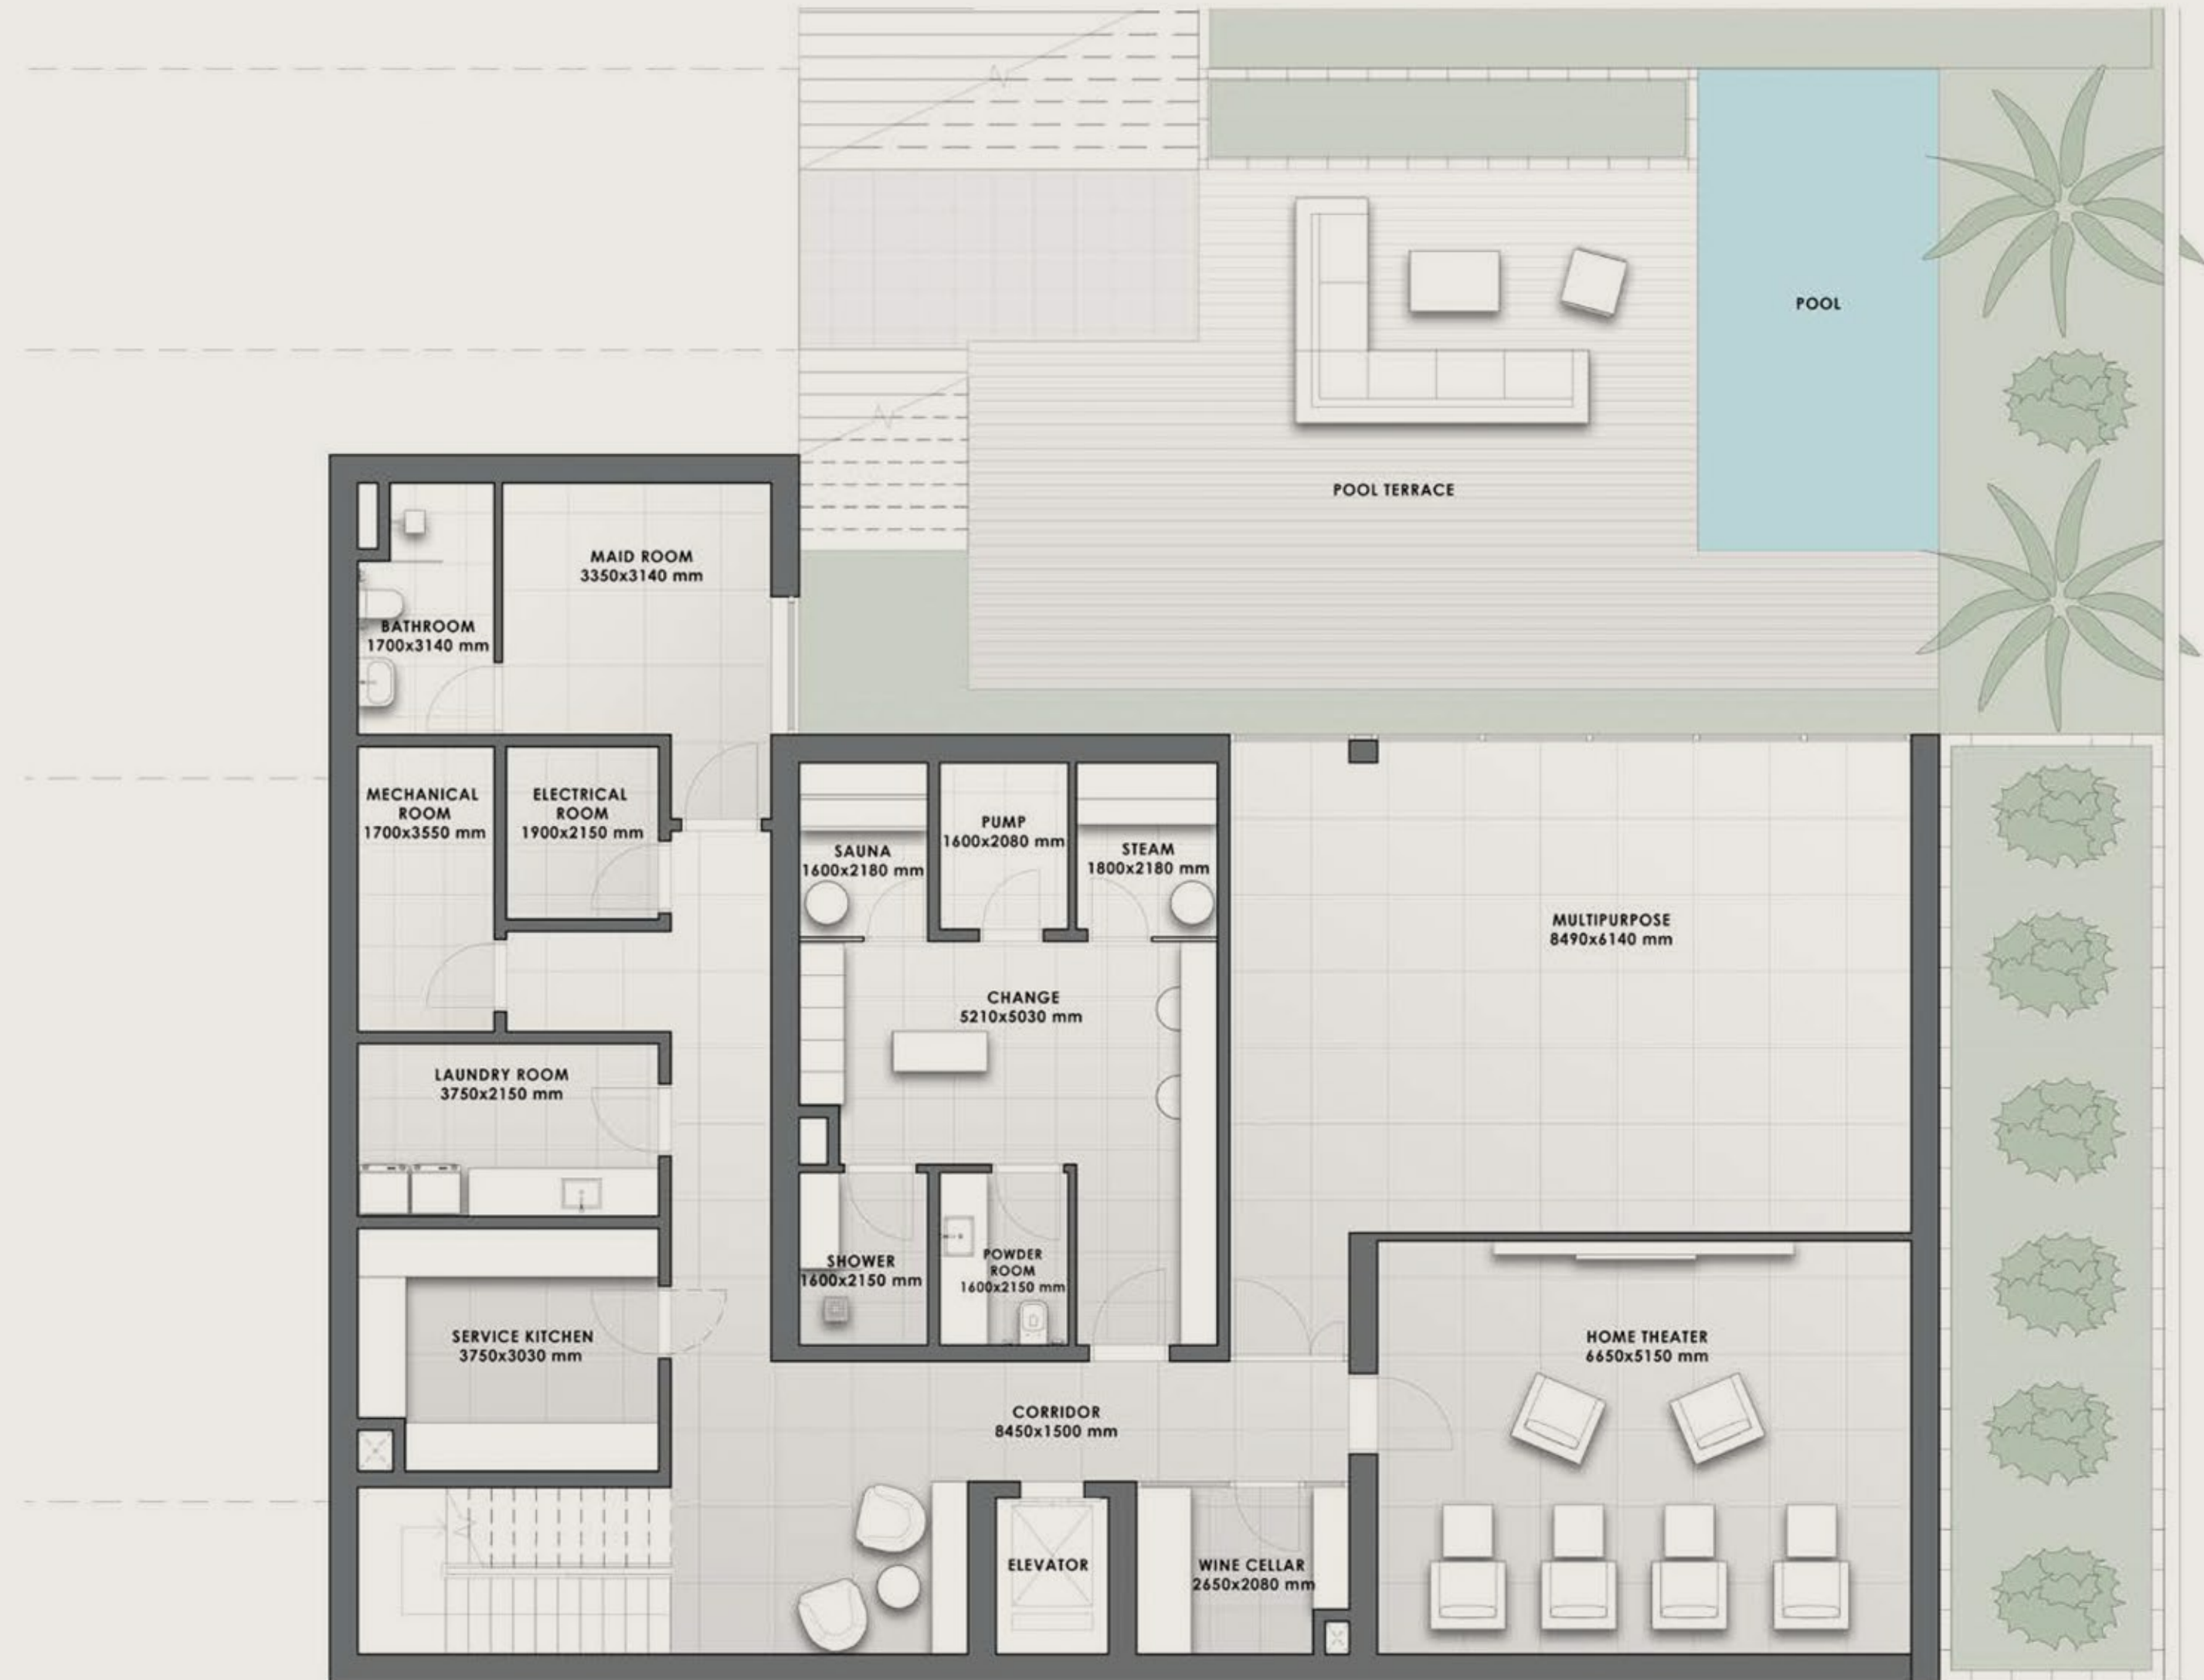 POOL
POOL TERRACE
MAID ROOM
3350x3140 mm
BATHROOM
1700x3140 mm
MECHANICAL
ROOM
1700x3550 mm
ELECTRICAL
ROOM
1900x2150 mm
SAUNA
1600x2180 mm
PUMP
1600x2080 mm
STEAM
1800x2180 mm
MULTIPURPOSE
8490x6140 mm
CHANGE
5210x5030 mm
LAUNDRY ROOM
3750x2150 mm
SHOWER
1600x2150 mm
POWDER
ROOM
1600x2150 mm
SERVICE KITCHEN
3750x3030 mm
HOME THEATER
6650x5150 mm
CORRIDOR
8450x1500 mm
ELEVATOR
WINE CELLAR
2650x2080 mm